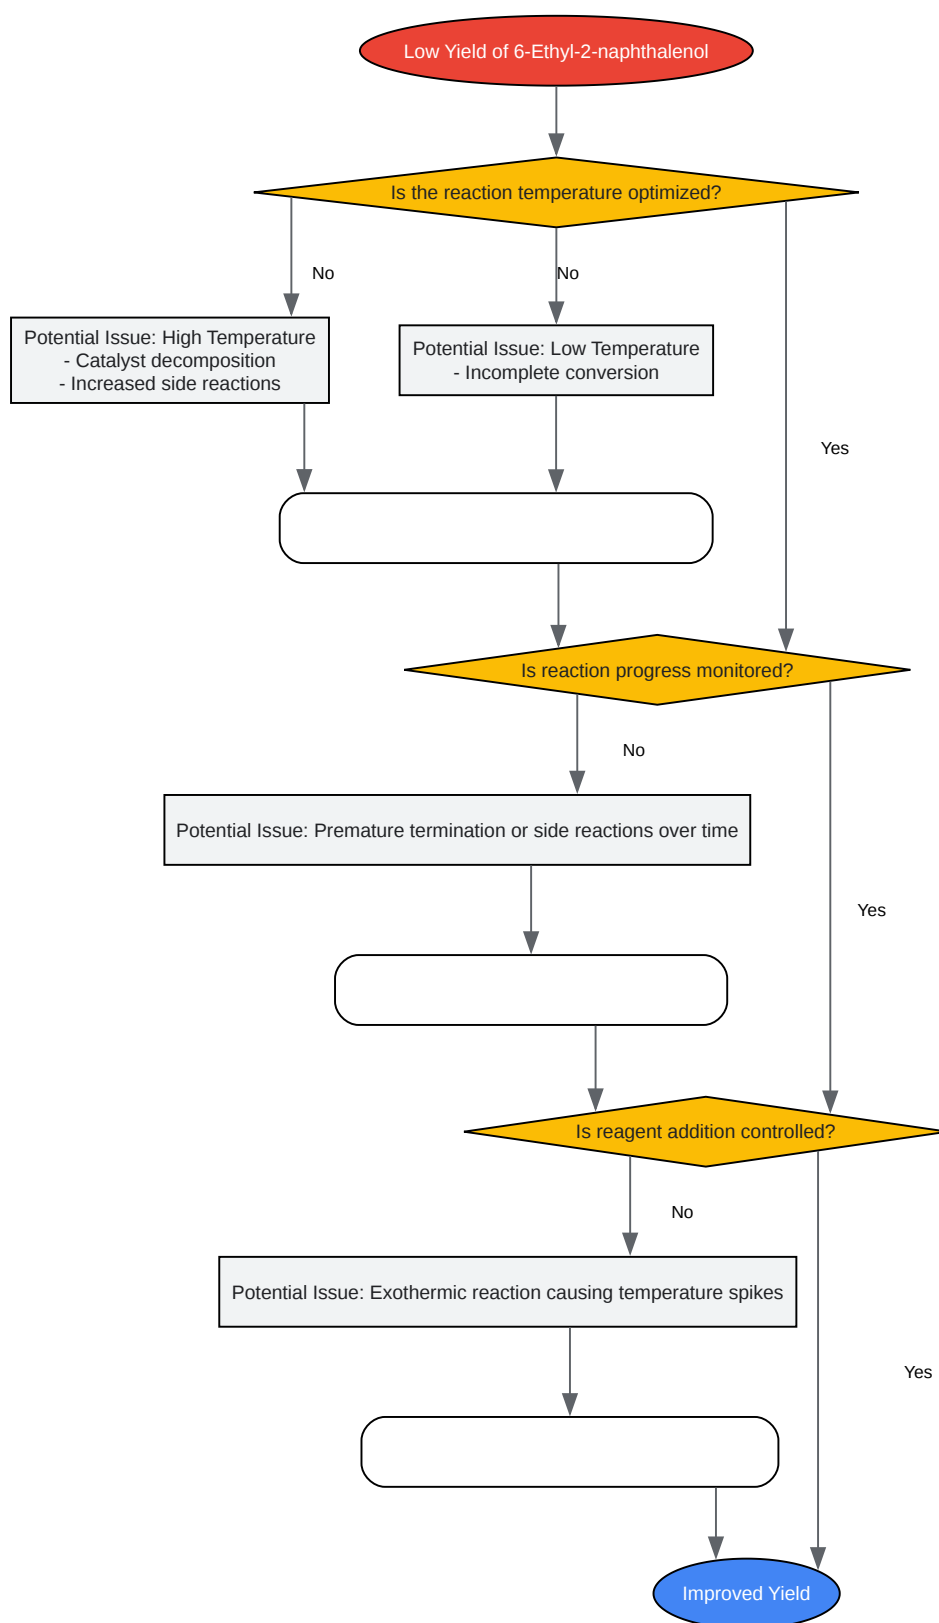 Low Yield of 6-Ethyl-2-naphthalenol
Is the reaction temperature optimized?
No
No
Potential Issue: High Temperature
- Catalyst decomposition
- Increased side reactions
Potential Issue: Low Temperature
- Incomplete conversion
Yes
Is reaction progress monitored?
No
Potential Issue: Premature termination or side reactions over time
Yes
Is reagent addition controlled?
No
Potential Issue: Exothermic reaction causing temperature spikes
Yes
Improved Yield